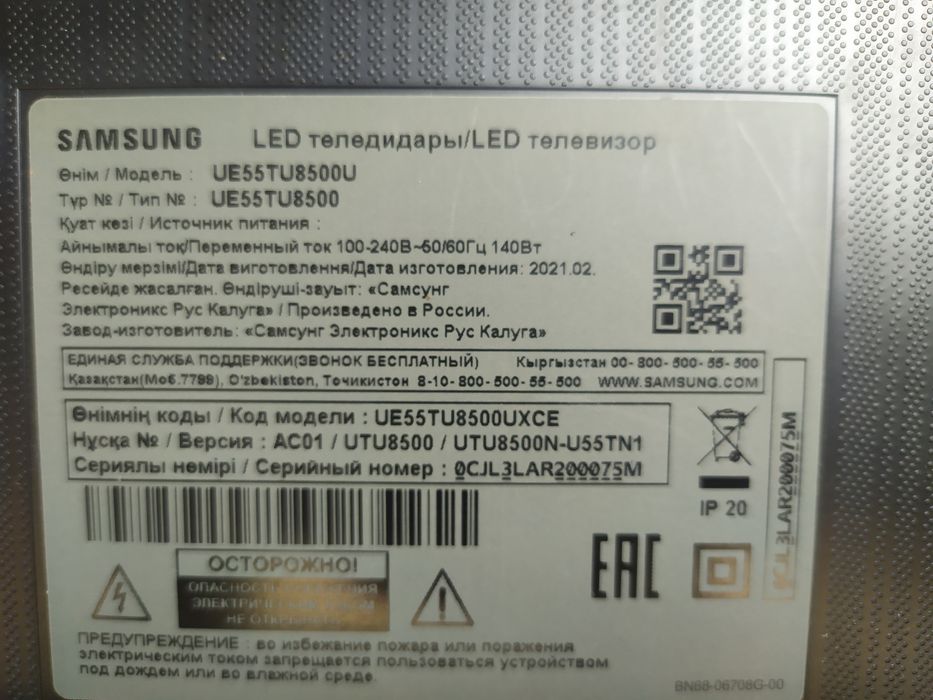 SAMSUNG LED теледидары/LED телевизор
Өнім / Модель : UE55TU8500U
Түр № / Тип № : UE55TU8500
Қуат көзі / Источник питания :
Айнымалы ток/Переменный ток 100-240В~50/60Гц 140Вт
Өндіру мерзімі/Дата виготовлення/Дата изготовления: 2021.02.
Ресейде жасалған. Өндіруші-зауыт: «Самсунг
Электроникс Рус Калуга» / Произведено в России.
Завод-изготовитель: «Самсунг Электроникс Рус Калуга»
ЕДИНАЯ СЛУЖБА ПОДДЕРЖКИ(ЗВОНОК БЕСПЛАТНЫЙ) Кыргызстан 00-800-500-55-500
Қазақстан(Моб.7799), O'zbekiston, Точикистон 8-10-800-500-55-500 WWW.SAMSUNG.COM
Өнімнің коды / Код модели : UE55TU8500UXCE
Нұсқа № / Версия : AC01 / UTU8500 / UTU8500N-U55TN1
Сериялы нөмірі / Серийный номер : 0CJL3LAR200075M
0CJL3LAR200075M
IP 20
EAC
ОСТОРОЖНО!
ОПАСНОСТЬ ПОРАЖЕНИЯ
ЭЛЕКТРИЧЕСКИМ ТОКОМ
НЕ ОТКРЫВАТЬ
ПРЕДУПРЕЖДЕНИЕ : во избежание пожара или поражения
электрическим током запрещается пользоваться устройством
под дождем или во влажной среде.
BN68-06708G-00